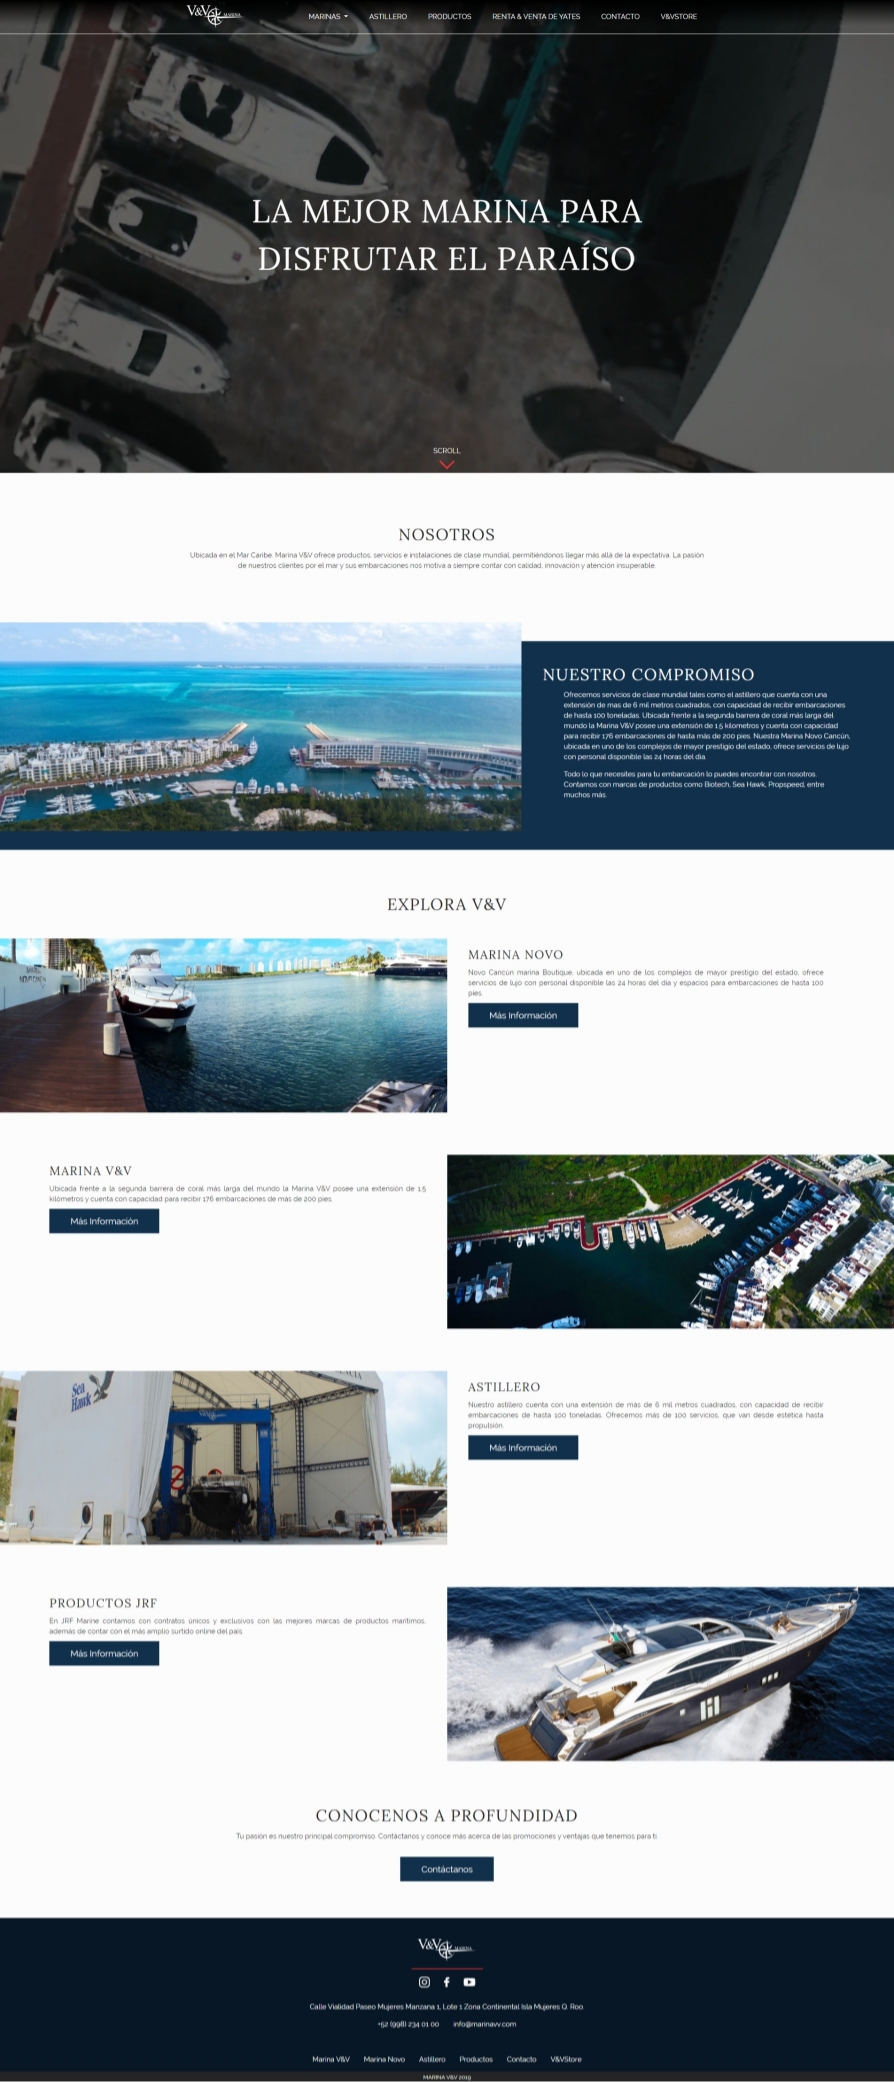 V&V MARINA
MARINAS
ASTILLERO
PRODUCTOS
RENTA & VENTA DE YATES
CONTACTO
V&VSTORE
LA MEJOR MARINA PARA
DISFRUTAR EL PARAÍSO
SCROLL
NOSOTROS
Ubicada en el Mar Caribe. Marina V&V ofrece productos, servicios e instalaciones de clase mundial, permitiéndonos llegar más allá de la expectativa. La pasión
de nuestros clientes por el mar y sus embarcaciones nos motiva a siempre contar con calidad, innovación y atención insuperable.
NUESTRO COMPROMISO
Ofrecemos servicios de clase mundial tales como el astillero que cuenta con una
extensión de mas de 6 mil metros cuadrados, con capacidad de recibir embarcaciones
de hasta 100 toneladas. Ubicada frente a la segunda barrera de coral más larga del
mundo la Marina V&V posee una extensión de 1.5 kilometros y cuenta con capacidad
para recibir 176 embarcaciones de hasta más de 200 pies. Nuestra Marina Novo Cancún,
ubicada en uno de los complejos de mayor prestigio del estado, ofrece servicios de lujo
con personal disponible las 24 horas del día.
Todo lo que necesites para tu embarcación lo puedes encontrar con nosotros.
Contamos con marcas de productos como Biotech, Sea Hawk, Propspeed, entre
muchos más.
EXPLORA V&V
MARINA NOVO
Novo Cancún marina Boutique, ubicada en uno de los complejos de mayor prestigio del estado, ofrece
servicios de lujo con personal disponible las 24 horas del día y espacios para embarcaciones de hasta 100
pies.
Más Información
MARINA V&V
Ubicada frente a la segunda barrera de coral más larga del mundo la Marina V&V posee una extensión de 1.5
kilómetros y cuenta con capacidad para recibir 176 embarcaciones de más de 200 pies.
Más Información
Sea
Hawk
ASTILLERO
Nuestro astillero cuenta con una extensión de más de 6 mil metros cuadrados, con capacidad de recibir
embarcaciones de hasta 100 toneladas. Ofrecemos más de 100 servicios, que van desde estética hasta
propulsión.
Más Información
PRODUCTOS JRF
En JRF Marine contamos con contratos únicos y exclusivos con las mejores marcas de productos marítimos,
además de contar con el más amplio surtido online del país.
Más Información
CONOCENOS A PROFUNDIDAD
Tu pasión es nuestro principal compromiso. Contáctanos y conoce más acerca de las promociones y ventajas que tenemos para ti.
Contáctanos
V&V MARINA
Calle Vialidad Paseo Mujeres Manzana 1, Lote 1 Zona Continental Isla Mujeres Q. Roo.
+52 (998) 234 01 00 info@marinavv.com
Marina V&V Marina Novo Astillero Productos Contacto V&VStore
MARINA V&V 2019